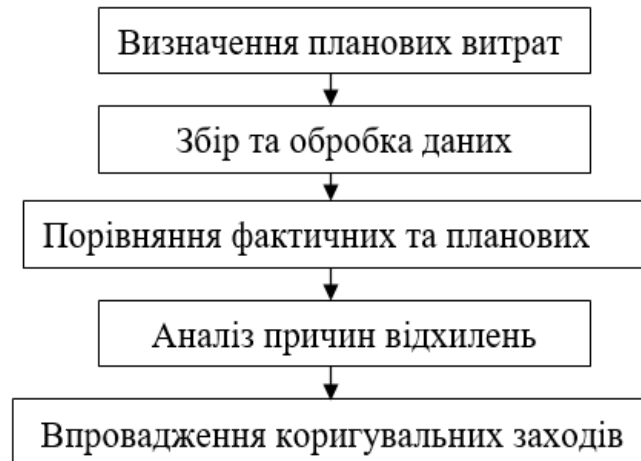 Визначення планових витрат
Збір та обробка даних
Порівняння фактичних та планових
Аналіз причин відхилень
Впровадження коригувальних заходів